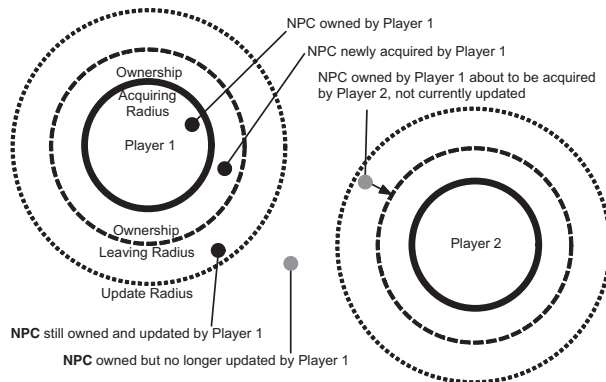 NPC owned by Player 1
NPC newly acquired by Player 1
NPC owned by Player 1 about to be acquired
by Player 2, not currently updated
Ownership
Acquiring
Radius
Player 1
Ownership
Leaving Radius
Update Radius
Player 2
NPC still owned and updated by Player 1
NPC owned but no longer updated by Player 1